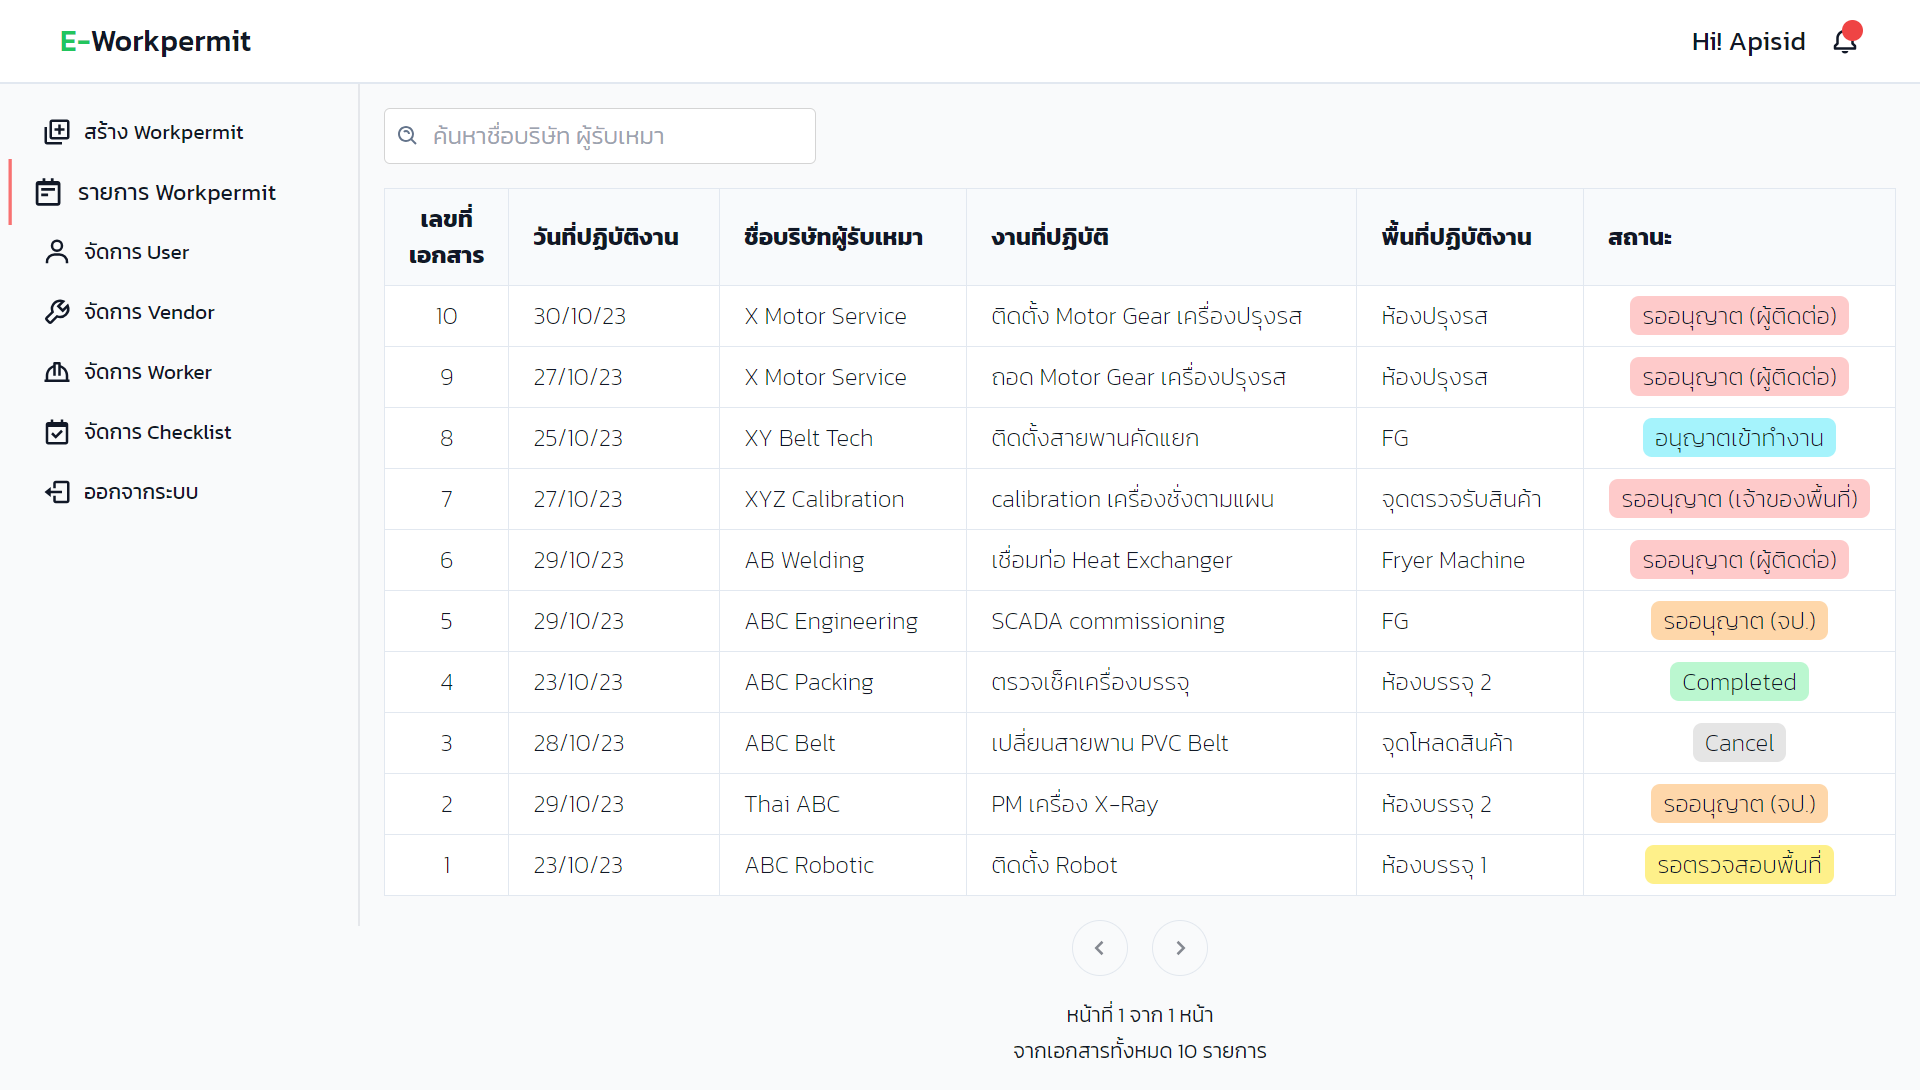 E-Workpermit
Hi! Apisid
สร้าง Workpermit
รายการ Workpermit
จัดการ User
จัดการ Vendor
จัดการ Worker
จัดการ Checklist
ออกจากระบบ
ค้นหาชื่อบริษัท ผู้รับเหมา
เลขที่
เอกสาร
วันที่ปฏิบัติงาน
ชื่อบริษัทผู้รับเหมา
งานที่ปฏิบัติ
พื้นที่ปฏิบัติงาน
สถานะ
10 30/10/23 X Motor Service ติดตั้ง Motor Gear เครื่องปรุงรส ห้องปรุงรส รออนุญาต (ผู้ติดต่อ)
9 27/10/23 X Motor Service ถอด Motor Gear เครื่องปรุงรส ห้องปรุงรส รออนุญาต (ผู้ติดต่อ)
8 25/10/23 XY Belt Tech ติดตั้งสายพานคัดแยก FG อนุญาตเข้าทำงาน
7 27/10/23 XYZ Calibration calibration เครื่องชั่งตามแผน จุดตรวจรับสินค้า รออนุญาต (เจ้าของพื้นที่)
6 29/10/23 AB Welding เชื่อมท่อ Heat Exchanger Fryer Machine รออนุญาต (ผู้ติดต่อ)
5 29/10/23 ABC Engineering SCADA commissioning FG รออนุญาต (จป.)
4 23/10/23 ABC Packing ตรวจเช็คเครื่องบรรจุ ห้องบรรจุ 2 Completed
3 28/10/23 ABC Belt เปลี่ยนสายพาน PVC Belt จุดโหลดสินค้า Cancel
2 29/10/23 Thai ABC PM เครื่อง X-Ray ห้องบรรจุ 2 รออนุญาต (จป.)
1 23/10/23 ABC Robotic ติดตั้ง Robot ห้องบรรจุ 1 รอตรวจสอบพื้นที่
หน้าที่ 1 จาก 1 หน้า
จากเอกสารทั้งหมด 10 รายการ